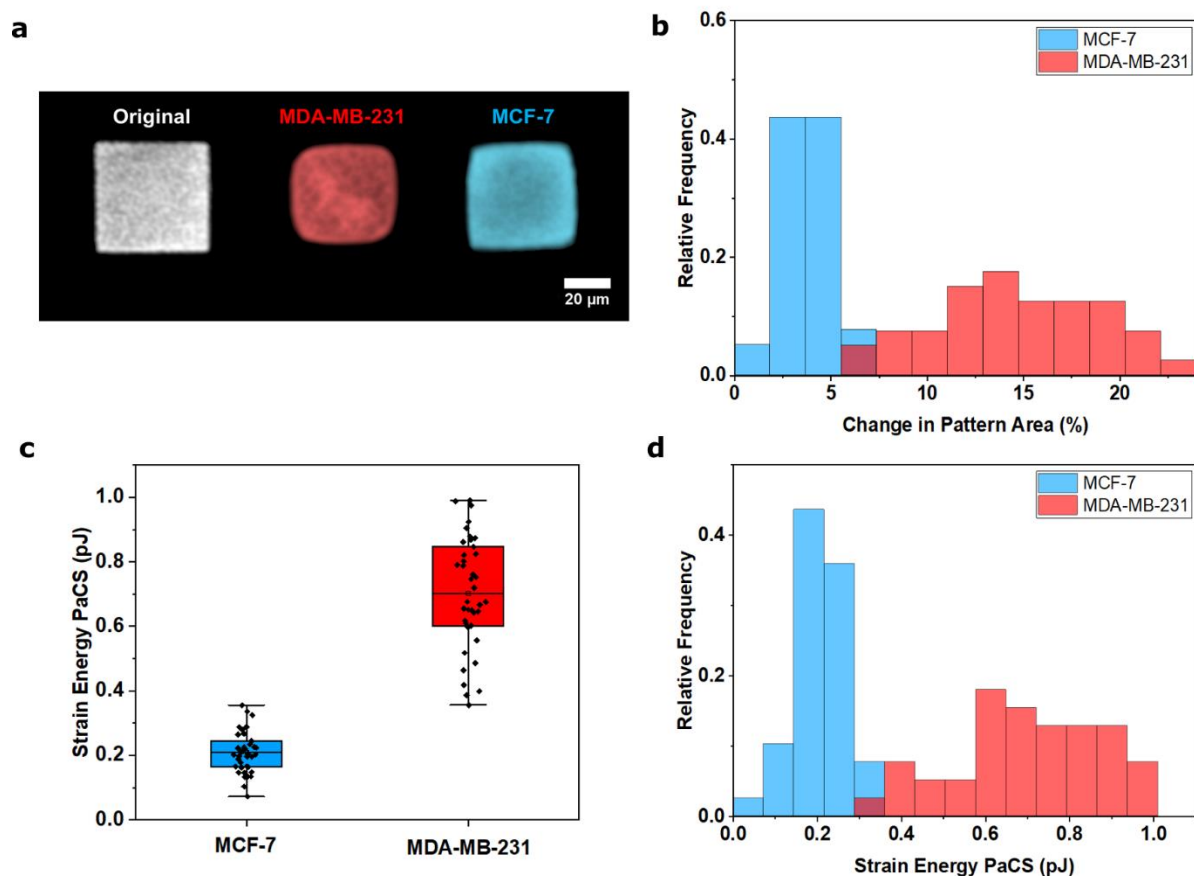 a
Original
MDA-MB-231
MCF-7
20 µm
b
0.6
0.4
0.2
0.0
Relative Frequency
MCF-7
MDA-MB-231
0
5
10
15
20
Change in Pattern Area (%)
c
Strain Energy PaCS (pJ)
1.0
0.8
0.6
0.4
0.2
0.0
MCF-7
MDA-MB-231
d
Relative Frequency
0.4
0.2
0.0
MCF-7
MDA-MB-231
0.0
0.2
0.4
0.6
0.8
1.0
Strain Energy PaCS (pJ)